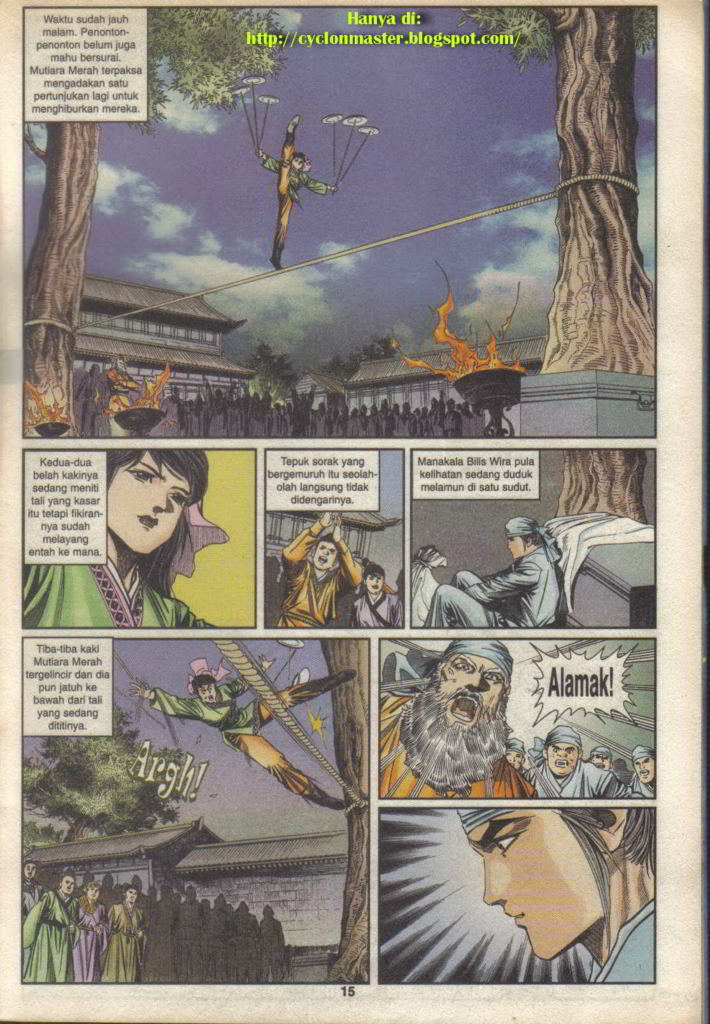 Hanya di:
http://cyclonmaster.blogspot.com/
Waktu sudah jauh
malam. Penonton-
penonton belum juga
mahu bersurai.
Mutiara Merah terpaksa
mengadakan satu
pertunjukan lagi untuk
menghiburkan mereka.
Kedua-dua
belah kakinya
sedang meniti
tali yang kasar
itu tetapi fikiran-
nya sudah
melayang
entah ke mana.
Tepuk sorak yang
bergemuruh itu seolah-
olah langsung tidak
didengarinya.
Manakala Bilis Wira pula
kelihatan sedang duduk
melamun di satu sudut.
Tiba-tiba kaki
Mutiara Merah
tergelincir dan dia
pun jatuh ke
bawah dari tali
yang sedang
dititinya.
Argh!
Alamak!
15